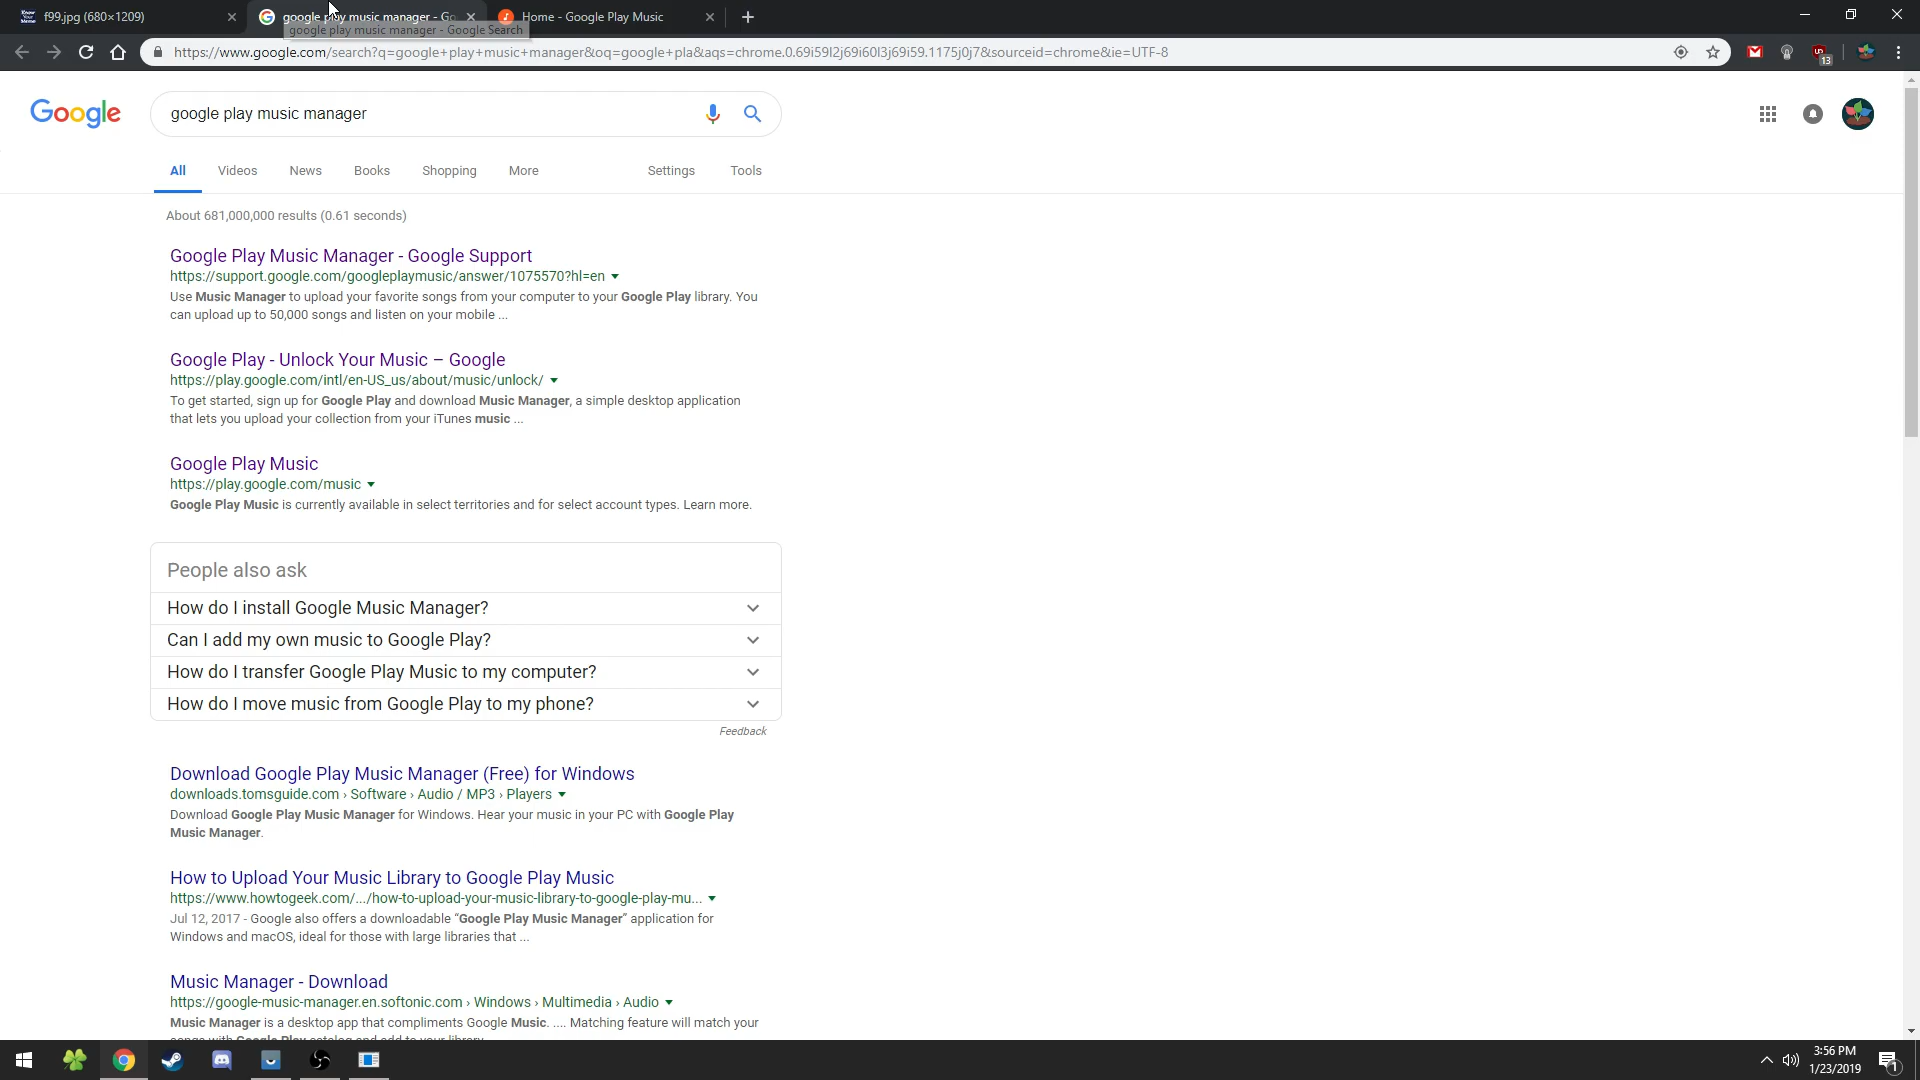 f99.jpg (680×1209)
google play music manager - Go
Home - Google Play Music
google play music manager - Google Search
https://www.google.com/search?q=google+play+music+manager&oq=google+pla&aqs=chrome.0.69i59l2j69i60l3j69i59.1175j0j7&sourceid=chrome&ie=UTF-8
13
Google
google play music manager
All Videos News Books Shopping More Settings Tools
About 681,000,000 results (0.61 seconds)
Google Play Music Manager - Google Support
https://support.google.com/googleplaymusic/answer/1075570?hl=en
Use Music Manager to upload your favorite songs from your computer to your Google Play library. You
can upload up to 50,000 songs and listen on your mobile ...
Google Play - Unlock Your Music – Google
https://play.google.com/intl/en-US_us/about/music/unlock/
To get started, sign up for Google Play and download Music Manager, a simple desktop application
that lets you upload your collection from your iTunes music ...
Google Play Music
https://play.google.com/music
Google Play Music is currently available in select territories and for select account types. Learn more.
People also ask
How do I install Google Music Manager?
Can I add my own music to Google Play?
How do I transfer Google Play Music to my computer?
How do I move music from Google Play to my phone?
Feedback
Download Google Play Music Manager (Free) for Windows
downloads.tomsguide.com › Software › Audio / MP3 › Players
Download Google Play Music Manager for Windows. Hear your music in your PC with Google Play
Music Manager.
How to Upload Your Music Library to Google Play Music
https://www.howtogeek.com/.../how-to-upload-your-music-library-to-google-play-mu...
Jul 12, 2017 - Google also offers a downloadable “Google Play Music Manager” application for
Windows and macOS, ideal for those with large libraries that ...
Music Manager - Download
https://google-music-manager.en.softonic.com › Windows › Multimedia › Audio
Music Manager is a desktop app that compliments Google Music. .... Matching feature will match your
songs with Google Play catalog and add to your library
3:56 PM
1/23/2019
1